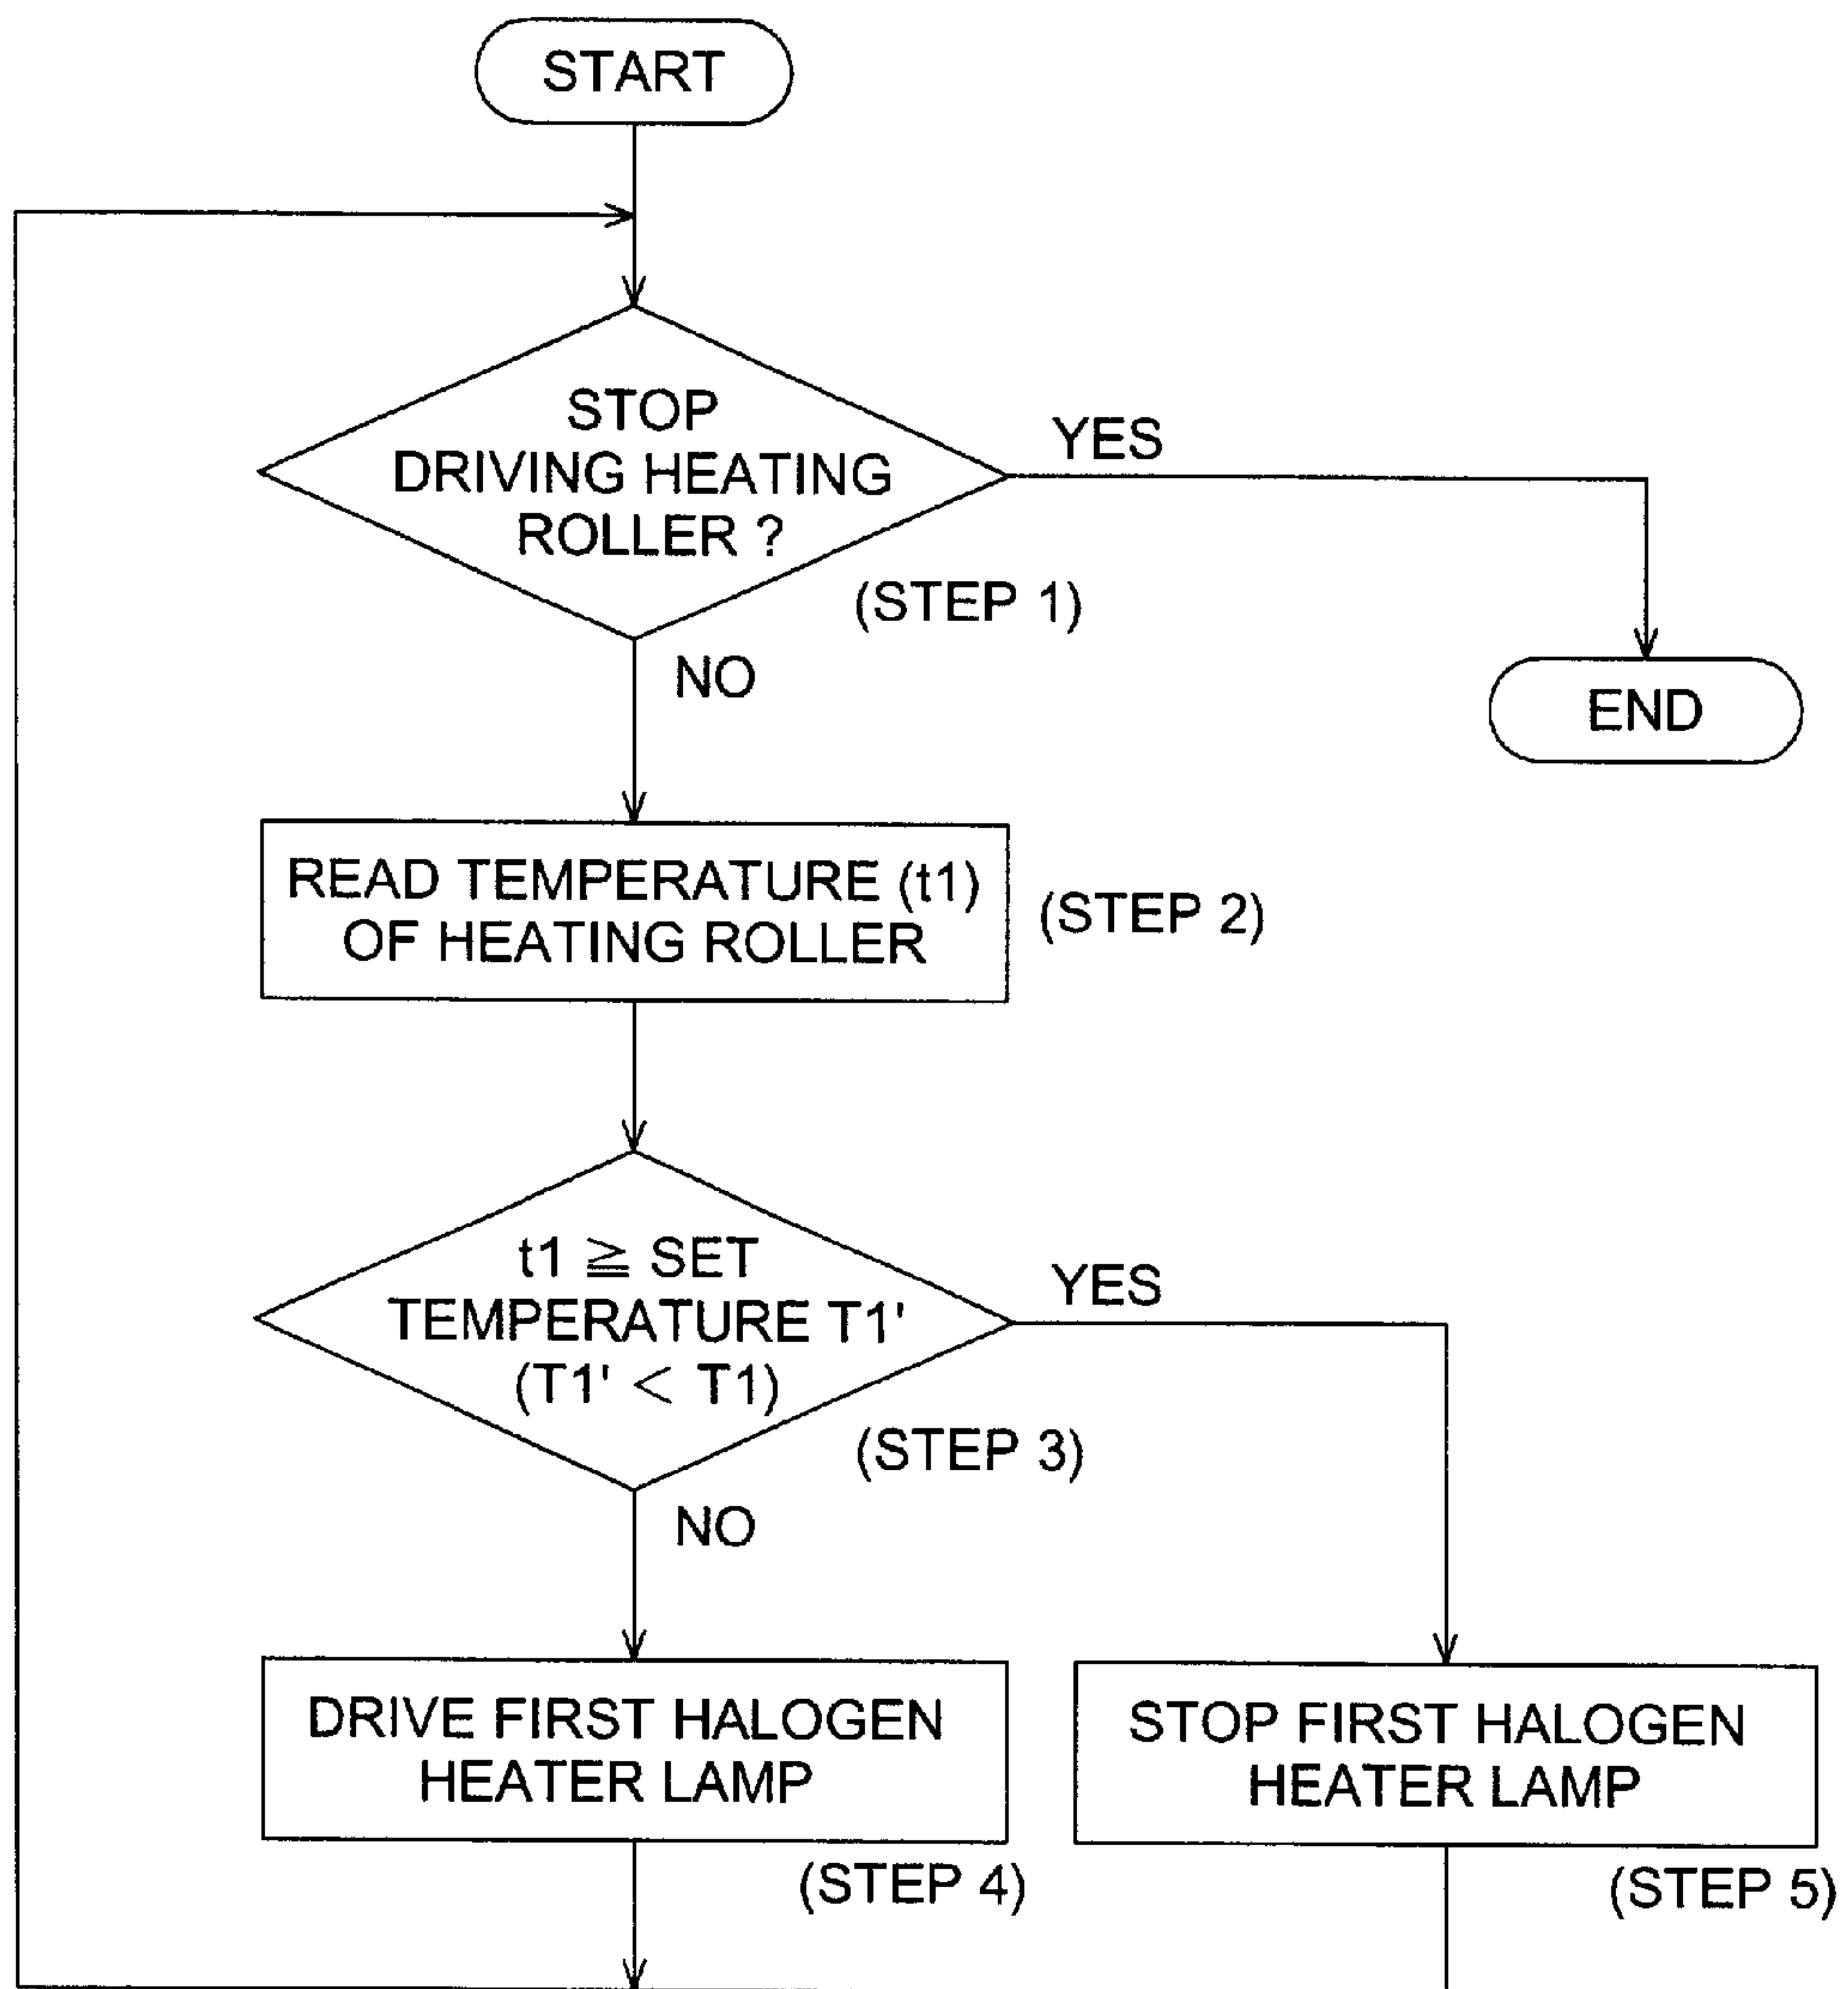 START
STOP
DRIVING HEATING
ROLLER ?
YES
(STEP 1)
NO
END
READ TEMPERATURE (t1)
OF HEATING ROLLER
(STEP 2)
t1 ≧ SET
TEMPERATURE T1'
(T1' < T1)
YES
(STEP 3)
NO
DRIVE FIRST HALOGEN
HEATER LAMP
(STEP 4)
STOP FIRST HALOGEN
HEATER LAMP
(STEP 5)